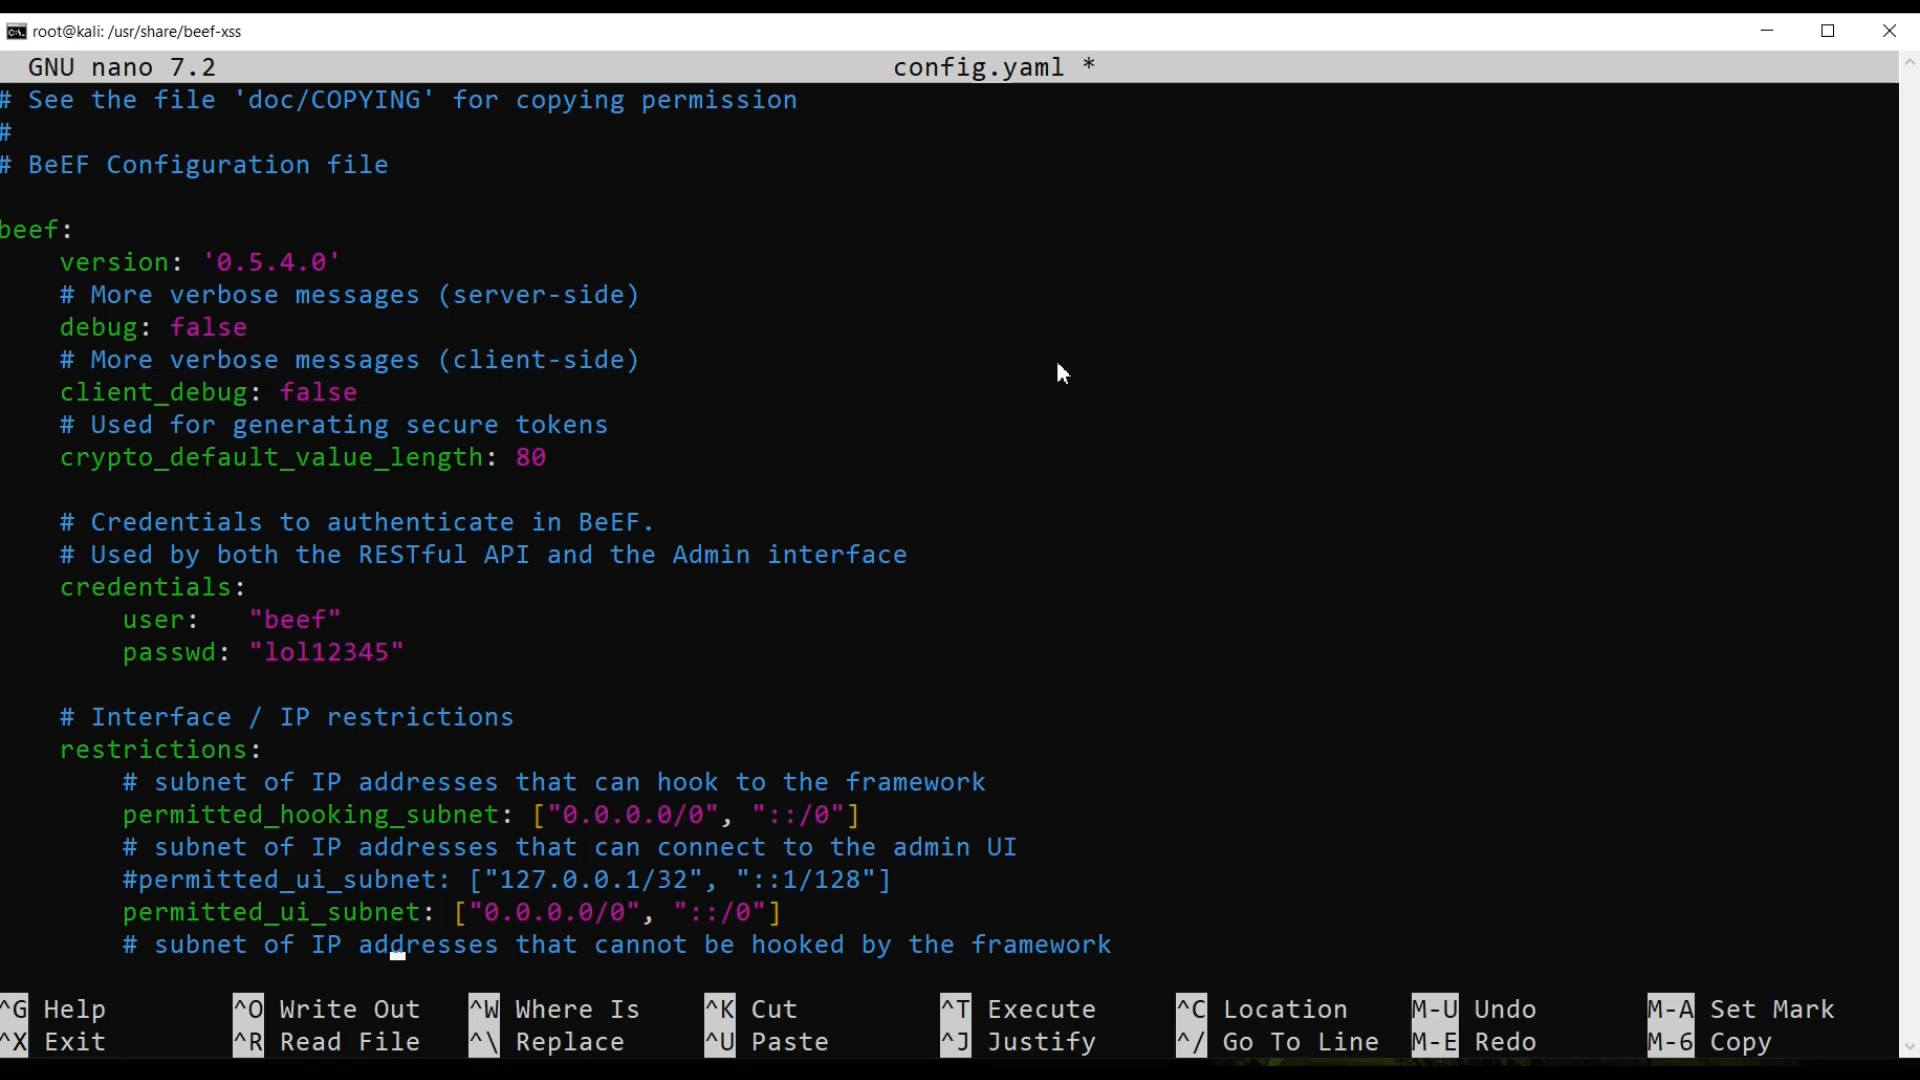 root@kali: /usr/share/beef-xss
GNU nano 7.2 config.yaml *
# See the file 'doc/COPYING' for copying permission
#
# BeEF Configuration file
beef:
version: '0.5.4.0'
# More verbose messages (server-side)
debug: false
# More verbose messages (client-side)
client_debug: false
# Used for generating secure tokens
crypto_default_value_length: 80
# Credentials to authenticate in BeEF.
# Used by both the RESTful API and the Admin interface
credentials:
user: "beef"
passwd: "lol12345"
# Interface / IP restrictions
restrictions:
# subnet of IP addresses that can hook to the framework
permitted_hooking_subnet: ["0.0.0.0/0", "::/0"]
# subnet of IP addresses that can connect to the admin UI
#permitted_ui_subnet: ["127.0.0.1/32", "::1/128"]
permitted_ui_subnet: ["0.0.0.0/0", "::/0"]
# subnet of IP addresses that cannot be hooked by the framework
^G Help ^O Write Out ^W Where Is ^K Cut ^T Execute ^C Location M-U Undo M-A Set Mark
^X Exit ^R Read File ^\ Replace ^U Paste ^J Justify ^/ Go To Line M-E Redo M-6 Copy